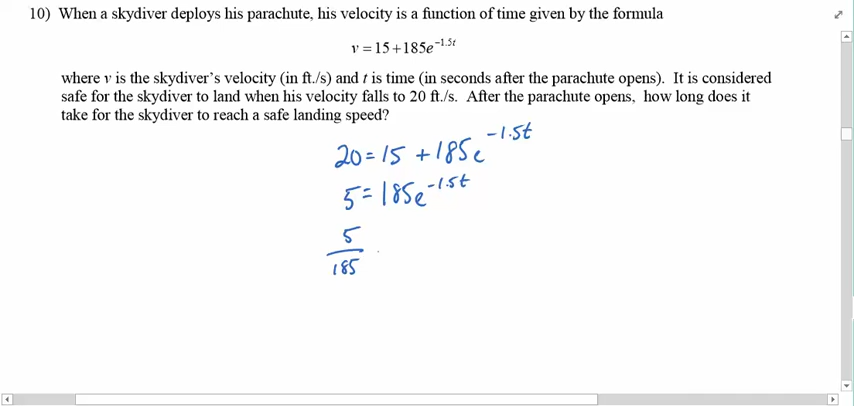 10) When a skydiver deploys his parachute, his velocity is a function of time given by the formula
v = 15 + 185e^{-1.5t}
where v is the skydiver's velocity (in ft./s) and t is time (in seconds after the parachute opens). It is considered
safe for the skydiver to land when his velocity falls to 20 ft./s. After the parachute opens, how long does it
take for the skydiver to reach a safe landing speed?
20 = 15 + 185e^{-1.5t}
5 = 185e^{-1.5t}
5
185